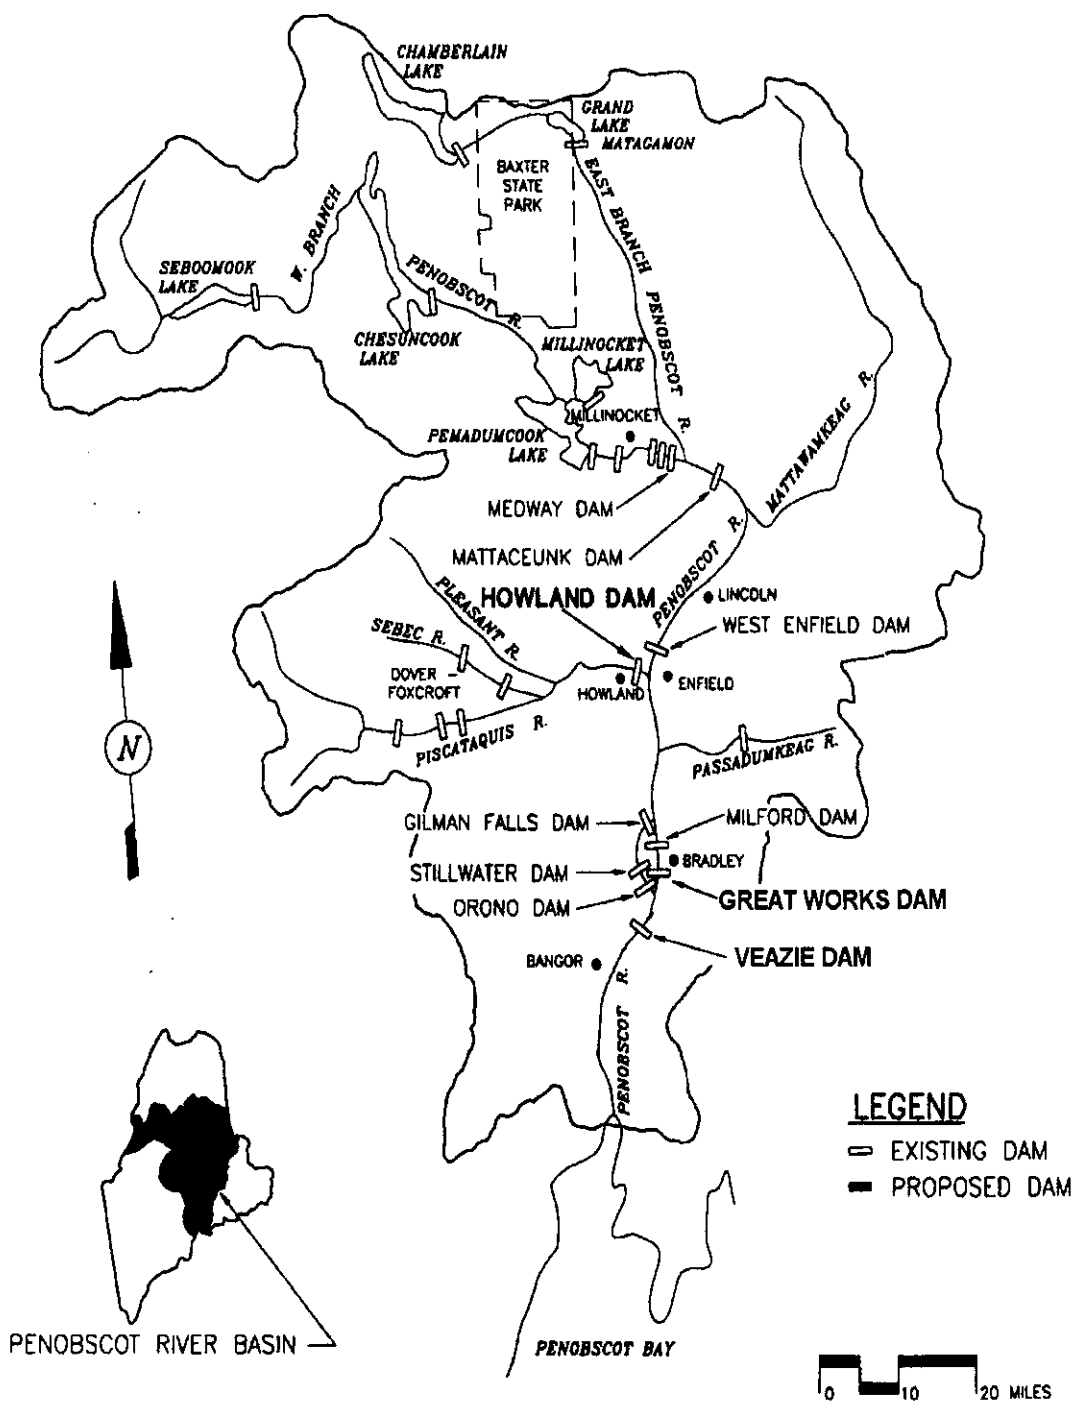 CHAMBERLAIN
LAKE
GRAND
LAKE
MATAGAMON
BAXTER
STATE
PARK
EAST BRANCH PENOBSCOT R.
W. BRANCH
PENOBSCOT R.
SEBOOMOOK
LAKE
CHESUNCOOK
LAKE
MILLINOCKET
LAKE
MILLINOCKET
PEMADUMCOOK
LAKE
MATTAWAMKEAG R.
MEDWAY DAM
MATTACEUNK DAM
PENOBSCOT R.
HOWLAND DAM
LINCOLN
WEST ENFIELD DAM
PLEASANT R.
SEBEC R.
DOVER -
FOXCROFT
HOWLAND
ENFIELD
PISCATAQUIS R.
PASSADUMKEAG R.
N
GILMAN FALLS DAM
MILFORD DAM
STILLWATER DAM
BRADLEY
GREAT WORKS DAM
ORONO DAM
VEAZIE DAM
BANGOR
PENOBSCOT R.
LEGEND
EXISTING DAM
PROPOSED DAM
PENOBSCOT RIVER BASIN
PENOBSCOT BAY
0 10 20 MILES